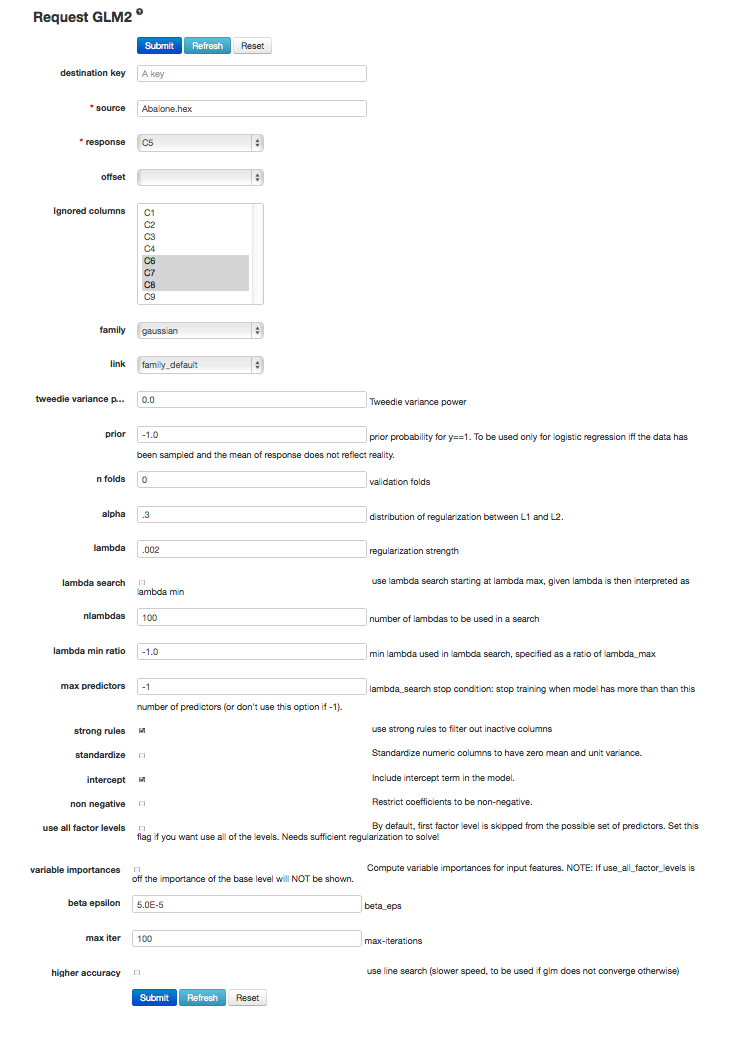 Request GLM2 ?
Submit Refresh Reset
destination key A key
* source Abalone.hex
* response C5
offset
Ignored columns
C1
C2
C3
C4
C6
C7
C8
C9
family gaussian
link family_default
tweedie variance p... 0.0 Tweedie variance power
prior -1.0 prior probability for y==1. To be used only for logistic regression iff the data has
been sampled and the mean of response does not reflect reality.
n folds 0 validation folds
alpha .3 distribution of regularization between L1 and L2.
lambda .002 regularization strength
lambda search use lambda search starting at lambda max, given lambda is then interpreted as
lambda min
nlambdas 100 number of lambdas to be used in a search
lambda min ratio -1.0 min lambda used in lambda search, specified as a ratio of lambda_max
max predictors -1 lambda_search stop condition: stop training when model has more than than this
number of predictors (or don't use this option if -1).
strong rules use strong rules to filter out inactive columns
standardize Standardize numeric columns to have zero mean and unit variance.
intercept Include intercept term in the model.
non negative Restrict coefficients to be non-negative.
use all factor levels By default, first factor level is skipped from the possible set of predictors. Set this
flag if you want use all of the levels. Needs sufficient regularization to solve!
variable importances Compute variable importances for input features. NOTE: If use_all_factor_levels is
off the importance of the base level will NOT be shown.
beta epsilon 5.0E-5 beta_eps
max iter 100 max-iterations
higher accuracy use line search (slower speed, to be used if glm does not converge otherwise)
Submit Refresh Reset